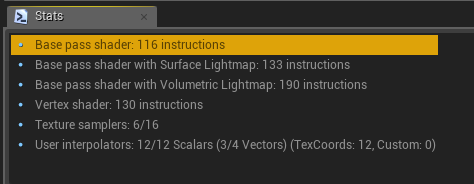 Stats
Base pass shader: 116 instructions
Base pass shader with Surface Lightmap: 133 instructions
Base pass shader with Volumetric Lightmap: 190 instructions
Vertex shader: 130 instructions
Texture samplers: 6/16
User interpolators: 12/12 Scalars (3/4 Vectors) (TexCoords: 12, Custom: 0)